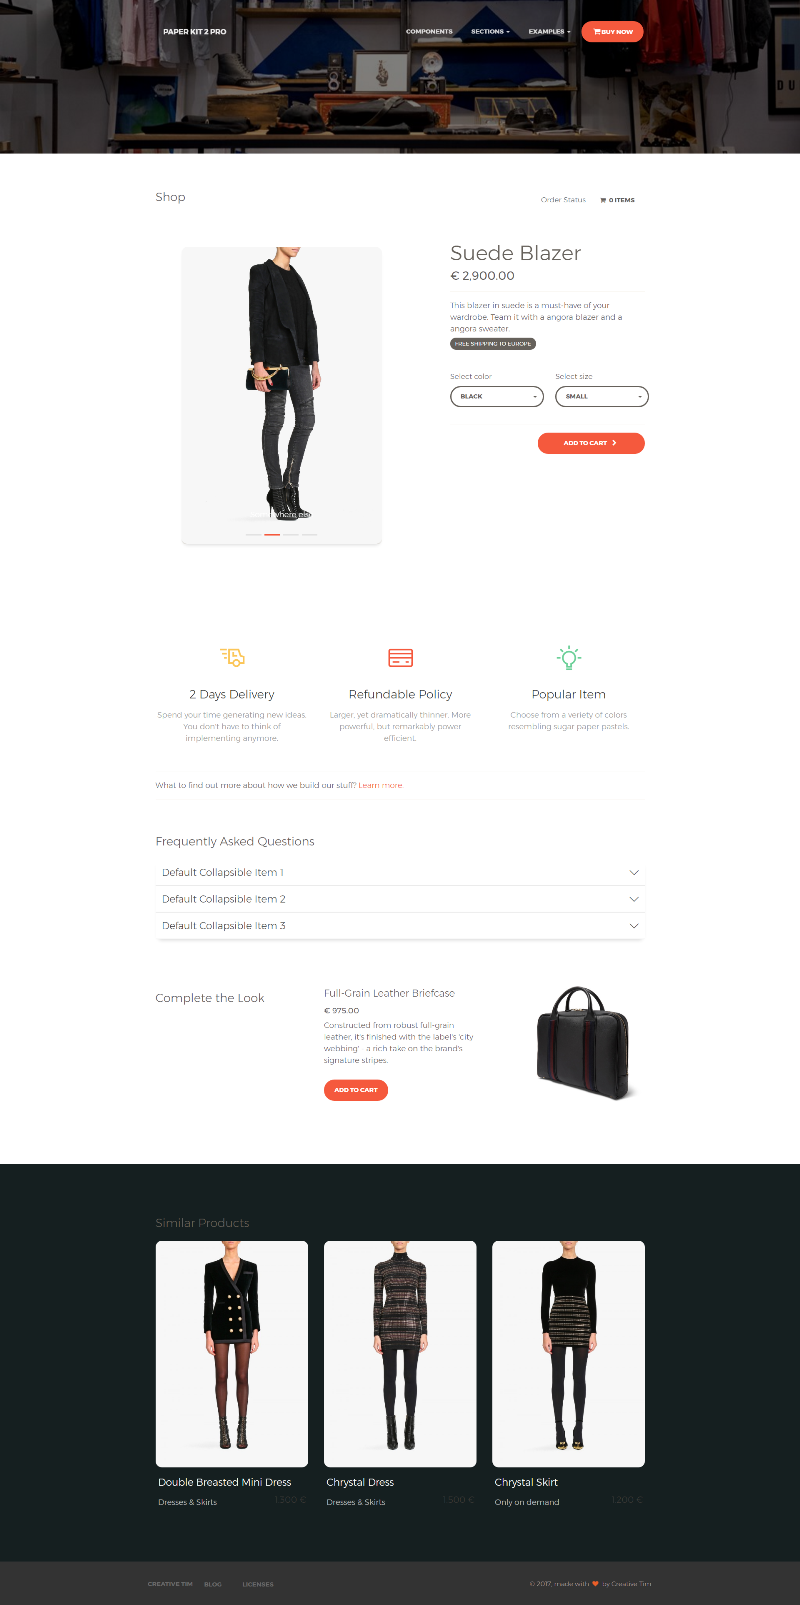 PAPER KIT 2 PRO
COMPONENTS
SECTIONS
EXAMPLES
BUY NOW
Shop
Order Status
0 ITEMS
Suede Blazer
€ 2,900.00
This blazer in suede is a must-have of your
wardrobe. Team it with a angora blazer and a
angora sweater.
FREE SHIPPING TO EUROPE
Select color
Select size
BLACK
SMALL
ADD TO CART
2 Days Delivery
Spend your time generating new ideas.
You don't have to think of
implementing anymore.
Refundable Policy
Larger, yet dramatically thinner. More
powerful, but remarkably power
efficient.
Popular Item
Choose from a variety of colors
resembling sugar paper pastels.
What to find out more about how we build our stuff? Learn more.
Frequently Asked Questions
Default Collapsible Item 1
Default Collapsible Item 2
Default Collapsible Item 3
Complete the Look
Full-Grain Leather Briefcase
€ 975.00
Constructed from robust full-grain
leather, it's finished with the label's 'city
webbing' - a rich take on the brand's
signature stripes.
ADD TO CART
Similar Products
Double Breasted Mini Dress
Dresses & Skirts
1 300 €
Chrystal Dress
Dresses & Skirts
1 500 €
Chrystal Skirt
Only on demand
1 200 €
CREATIVE TIM
BLOG
LICENSES
© 2017, made with ❤ by Creative Tim